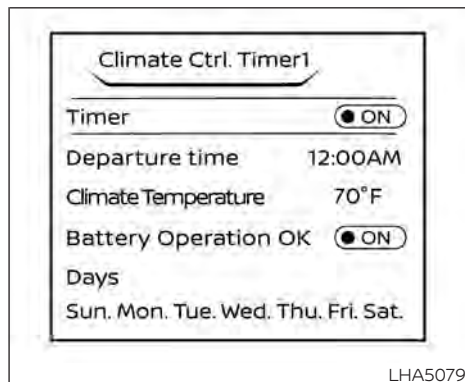 Climate Ctrl. Timer1
Timer ON
Departure time 12:00AM
Climate Temperature 70°F
Battery Operation OK ON
Days
Sun. Mon. Tue. Wed. Thu. Fri. Sat.
LHA5079